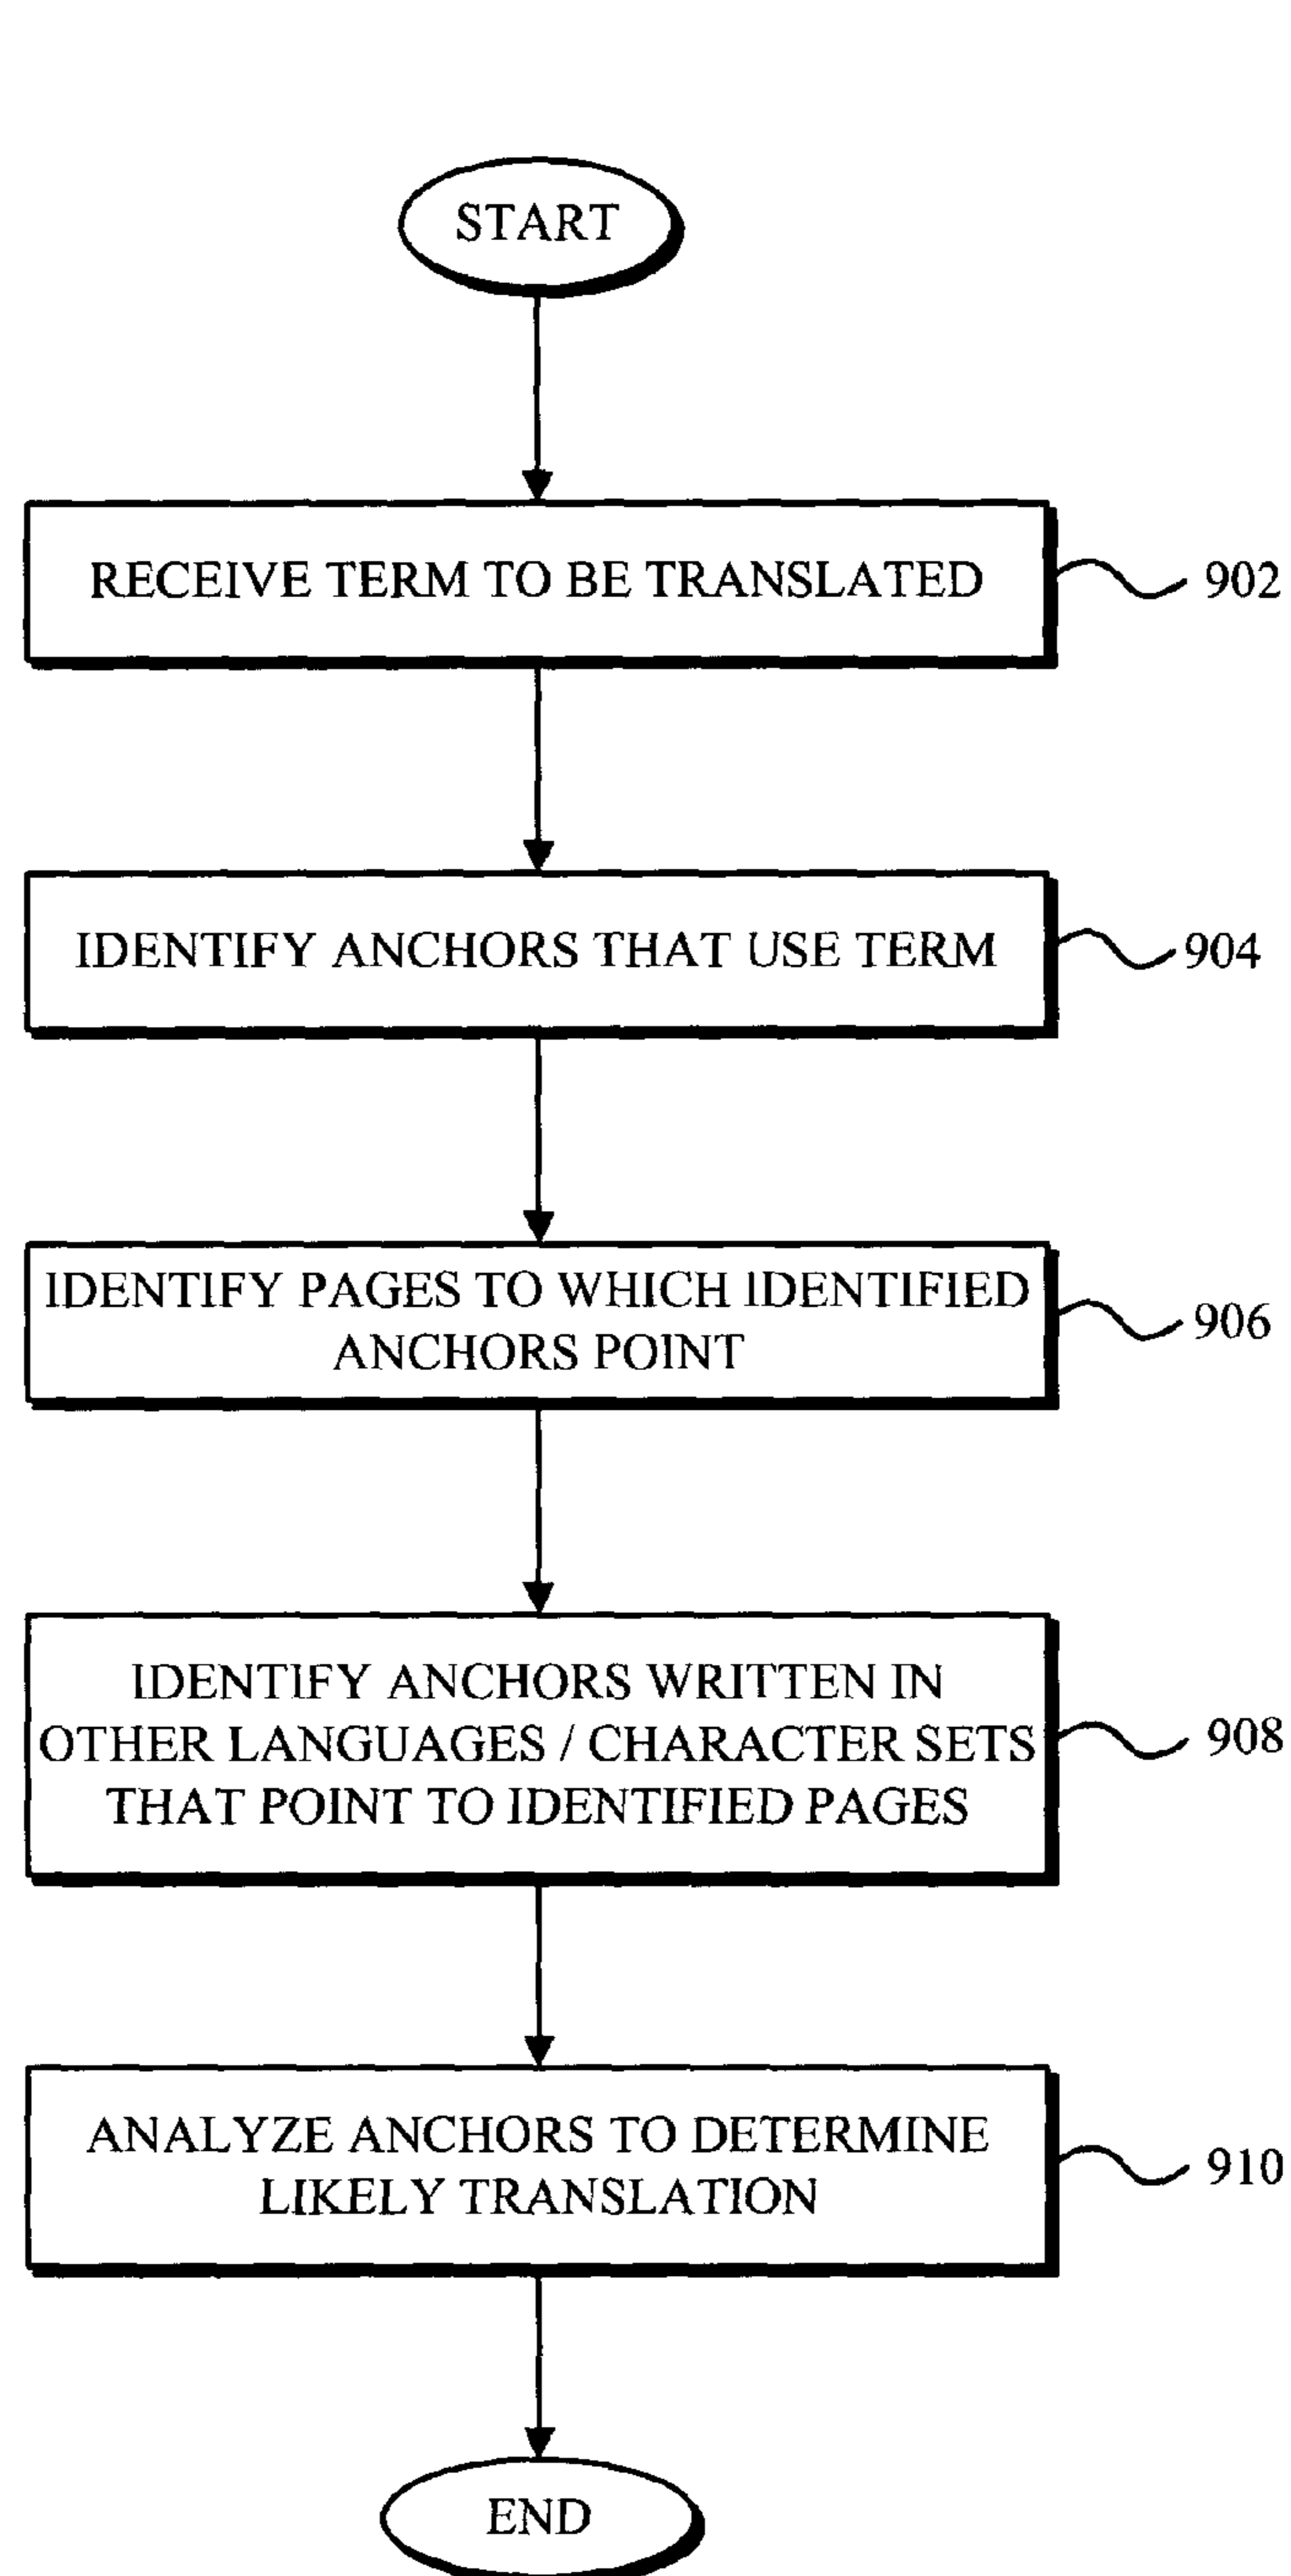 START
RECEIVE TERM TO BE TRANSLATED
902
IDENTIFY ANCHORS THAT USE TERM
904
IDENTIFY PAGES TO WHICH IDENTIFIED
ANCHORS POINT
906
IDENTIFY ANCHORS WRITTEN IN
OTHER LANGUAGES / CHARACTER SETS
THAT POINT TO IDENTIFIED PAGES
908
ANALYZE ANCHORS TO DETERMINE
LIKELY TRANSLATION
910
END